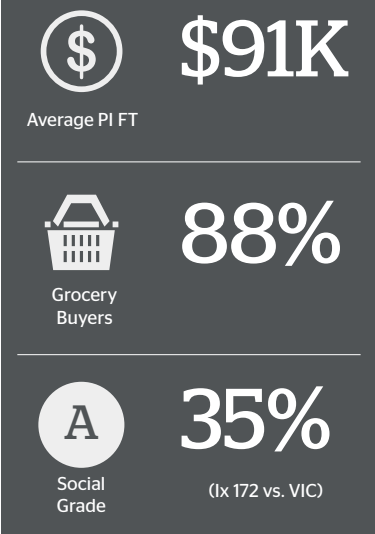 $
$91K
Average PI FT
88%
Grocery
Buyers
A
35%
Social
Grade
(Ix 172 vs. VIC)